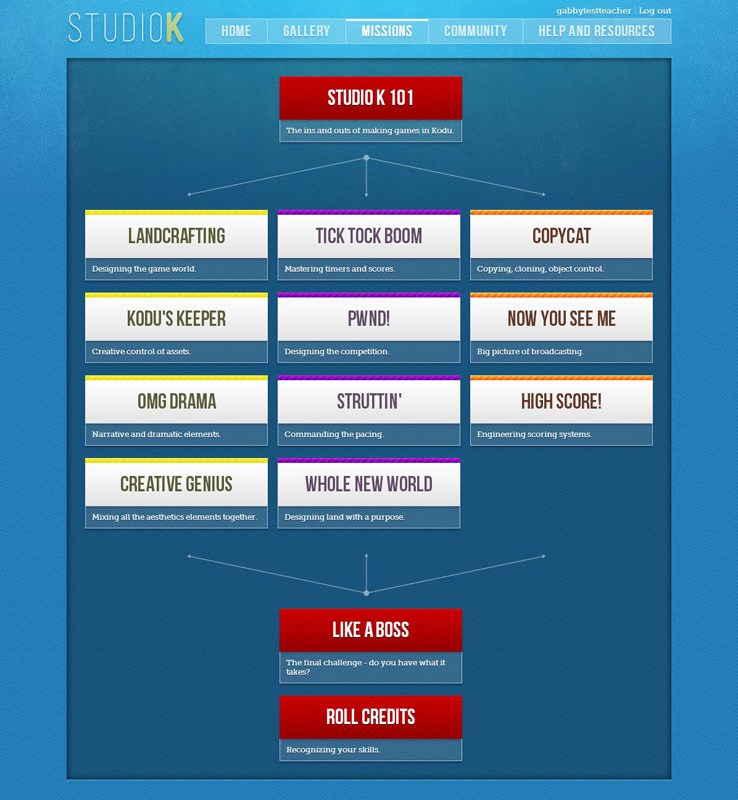 gabbytestteacher | Log out
STUDIOK
HOME GALLERY MISSIONS COMMUNITY HELP AND RESOURCES
STUDIO K 101
The ins and outs of making games in Kodu.
LANDCRAFTING
Designing the game world.
TICK TOCK BOOM
Mastering timers and scores.
COPYCAT
Copying, cloning, object control.
KODU'S KEEPER
Creative control of assets.
PWND!
Designing the competition.
NOW YOU SEE ME
Big picture of broadcasting.
OMG DRAMA
Narrative and dramatic elements.
STRUTTIN'
Commanding the pacing.
HIGH SCORE!
Engineering scoring systems.
CREATIVE GENIUS
Mixing all the aesthetics elements together.
WHOLE NEW WORLD
Designing land with a purpose.
LIKE A BOSS
The final challenge - do you have what it
takes?
ROLL CREDITS
Recognizing your skills.